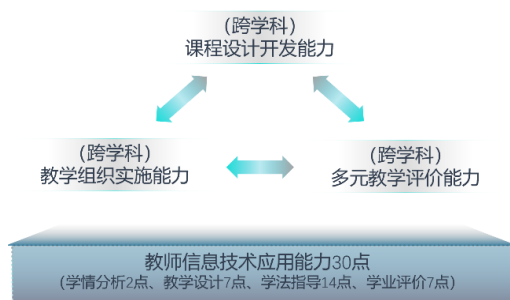 （跨学科）
课程设计开发能力
（跨学科）
教学组织实施能力
（跨学科）
多元教学评价能力
教师信息技术应用能力30点
（学情分析2点、教学设计7点、学法指导14点、学业评价7点）